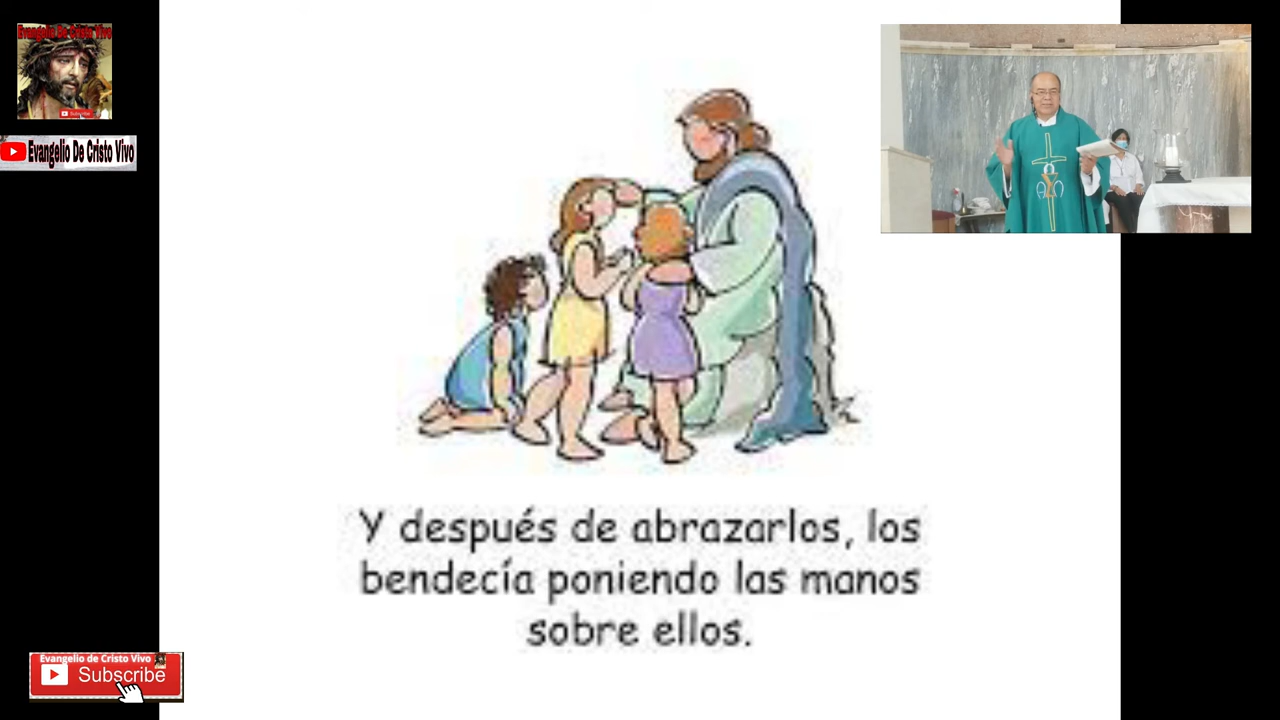 Evangelio De Cristo Vivo
Subscribe
Evangelio De Cristo Vivo
Y después de abrazarlos, los
bendecía poniendo las manos
sobre ellos.
Evangelio de Cristo Vivo
Subscribe